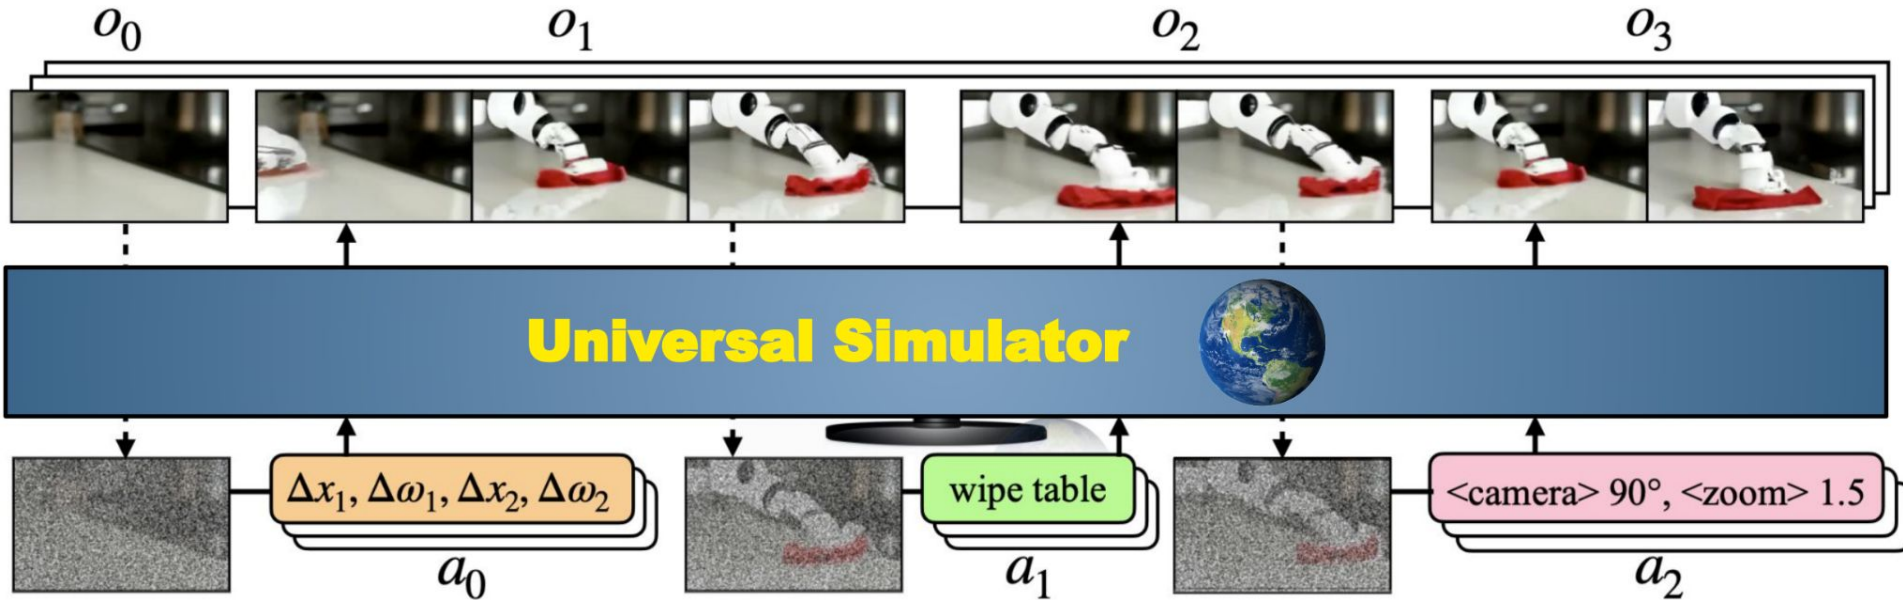 o₀ o₁ o₂ o₃
Universal Simulator
Δx₁, Δω₁, Δx₂, Δω₂
wipe table
<camera> 90°, <zoom> 1.5
a₀ a₁ a₂